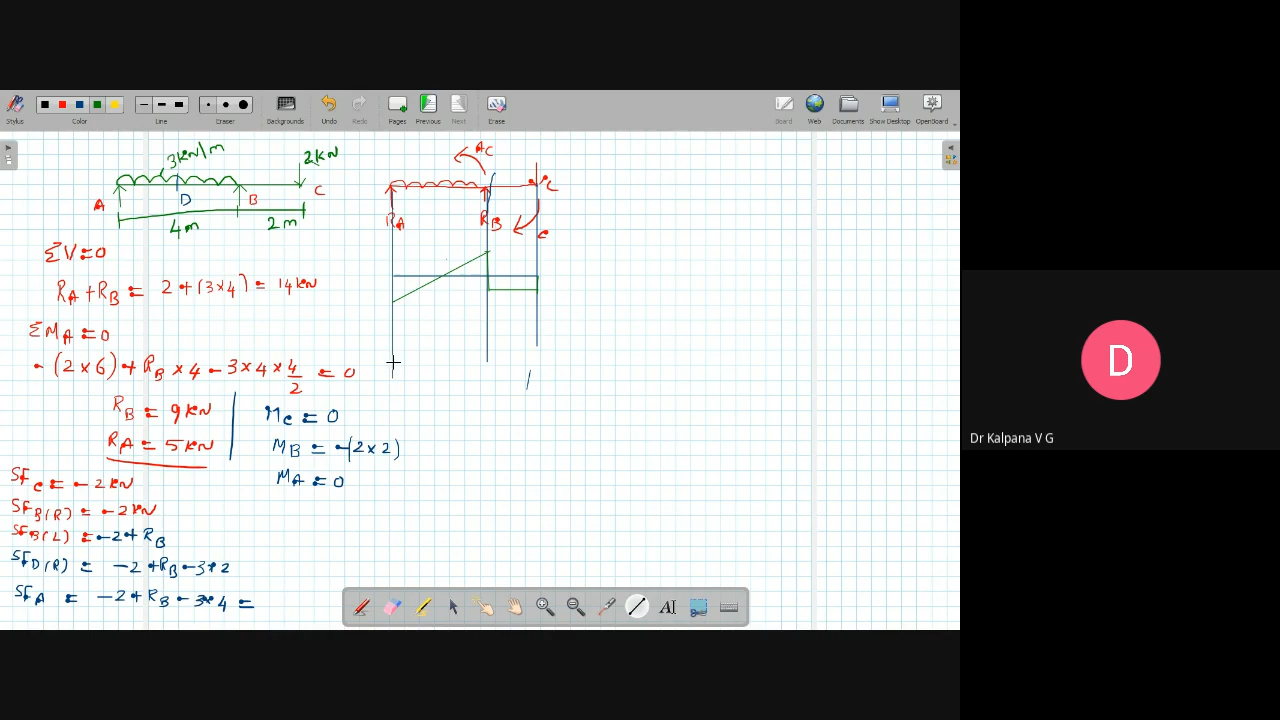 Stylus
Color
Line
Eraser
Backgrounds
Undo
Redo
Pages
Previous
Next
Erase
Board
Web
Documents
Show Desktop
OpenBoard
3kN/m
2kN
A
D
B
C
4m
2m
AC
C
RA
RB
C
ΣV=0
RA+RB = 2+(3×4) = 14kN
ΣMA=0
-(2×6)+RB×4-3×4×4/2 = 0
RB = 9kN
RA = 5kN
MC = 0
MB = -(2×2)
MA = 0
SFC = -2kN
SFB(R) = -2kN
SFB(L) = -2+RB
SFD(R) = -2+RB-3*2
SFA = -2+RB-3*4 =
D
Dr Kalpana V G